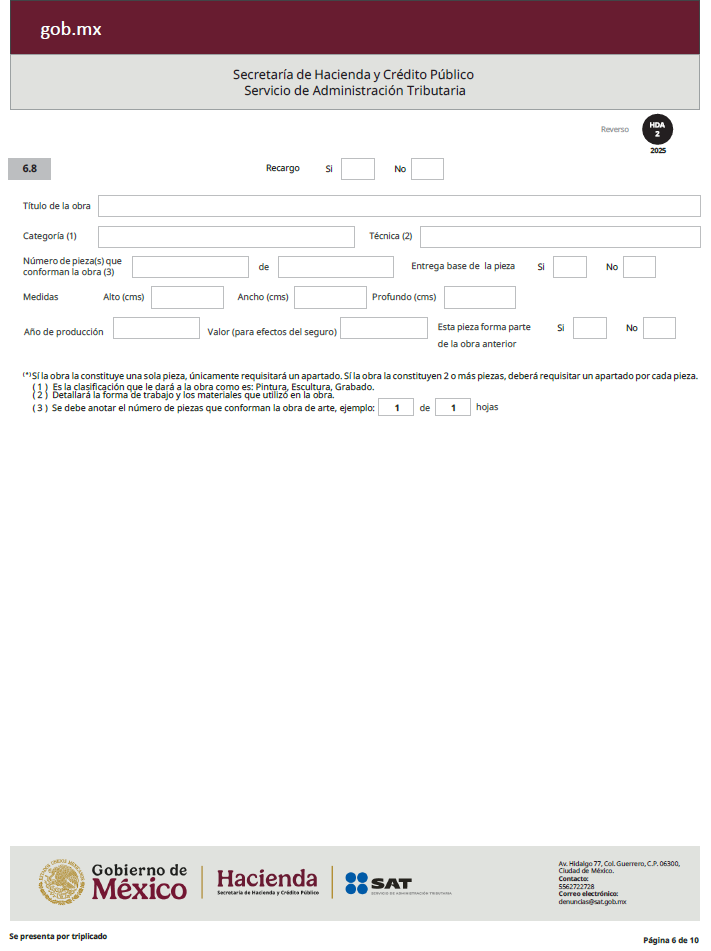 gob.mx
Secretaría de Hacienda y Crédito Público
Servicio de Administración Tributaria
Reverso
HDA
2
2025
6.8
Recargo Si No
Título de la obra
Categoría (1) Técnica (2)
Número de pieza(s) que
conforman la obra (3) de Entrega base de la pieza Si No
Medidas Alto (cms) Ancho (cms) Profundo (cms)
Año de producción Valor (para efectos del seguro) Esta pieza forma parte
de la obra anterior Si No
(*)Sí la obra la constituye una sola pieza, únicamente requisitará un apartado. Sí la obra la constituyen 2 o más piezas, deberá requisitar un apartado por cada pieza.
( 1 ) Es la clasificación que le dará a la obra como es: Pintura, Escultura, Grabado.
( 2 ) Detallará la forma de trabajo y los materiales que utilizó en la obra.
( 3 ) Se debe anotar el número de piezas que conforman la obra de arte, ejemplo: 1 de 1 hojas
Gobierno de
México
Hacienda
Secretaría de Hacienda y Crédito Público
SAT
SERVICIO DE ADMINISTRACIÓN TRIBUTARIA
Av. Hidalgo 77, Col. Guerrero, C.P. 06300,
Ciudad de México.
Contacto:
5562722728
Correo electrónico:
denuncias@sat.gob.mx
Se presenta por triplicado
Página 6 de 10